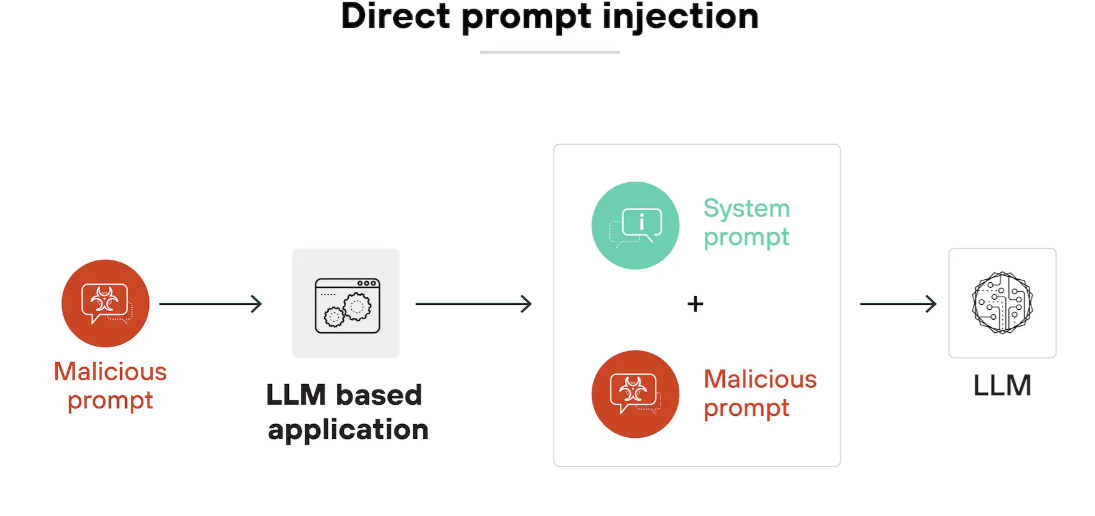 Direct prompt injection
Malicious
prompt
LLM based
application
i
System
prompt
+
Malicious
prompt
LLM